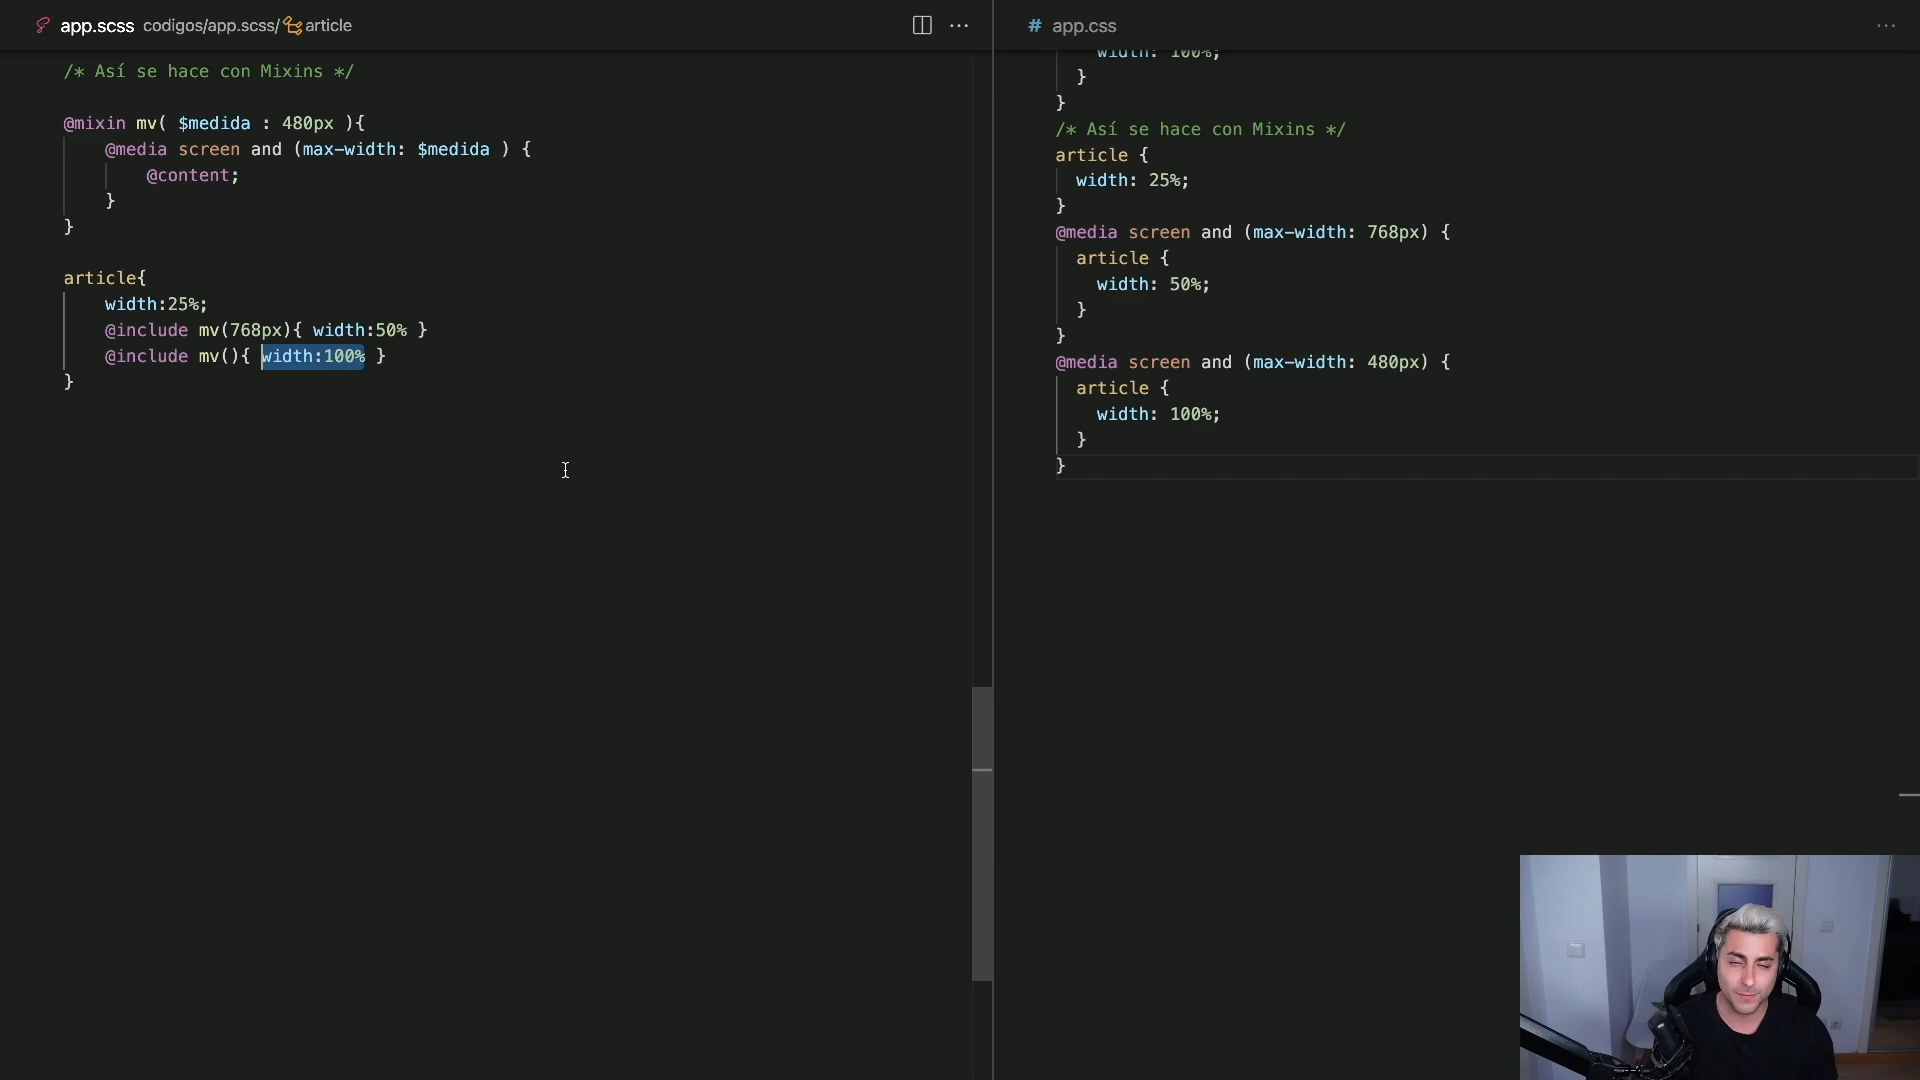 app.scss codigos/app.scss/ article
/* Así se hace con Mixins */
@mixin mv( $medida : 480px ){
@media screen and (max-width: $medida ) {
@content;
}
}
article{
width:25%;
@include mv(768px){ width:50% }
@include mv(){ width:100% }
}
# app.css
width: 100%;
}
}
/* Así se hace con Mixins */
article {
width: 25%;
}
@media screen and (max-width: 768px) {
article {
width: 50%;
}
}
@media screen and (max-width: 480px) {
article {
width: 100%;
}
}